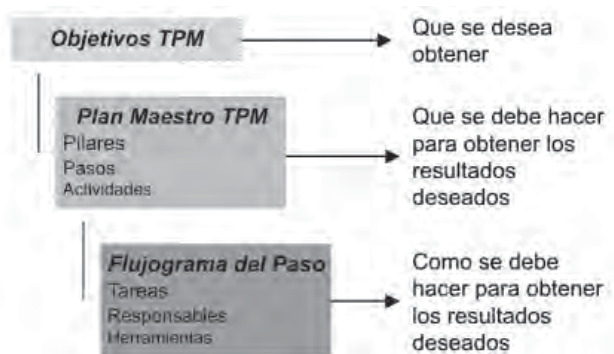 Objetivos TPM
Que se desea
obtener
Plan Maestro TPM
Pilares
Pasos
Actividades
Que se debe hacer
para obtener los
resultados
deseados
Flujograma del Paso
Tareas
Responsables
Herramientas
Como se debe
hacer para obtener
los resultados
deseados